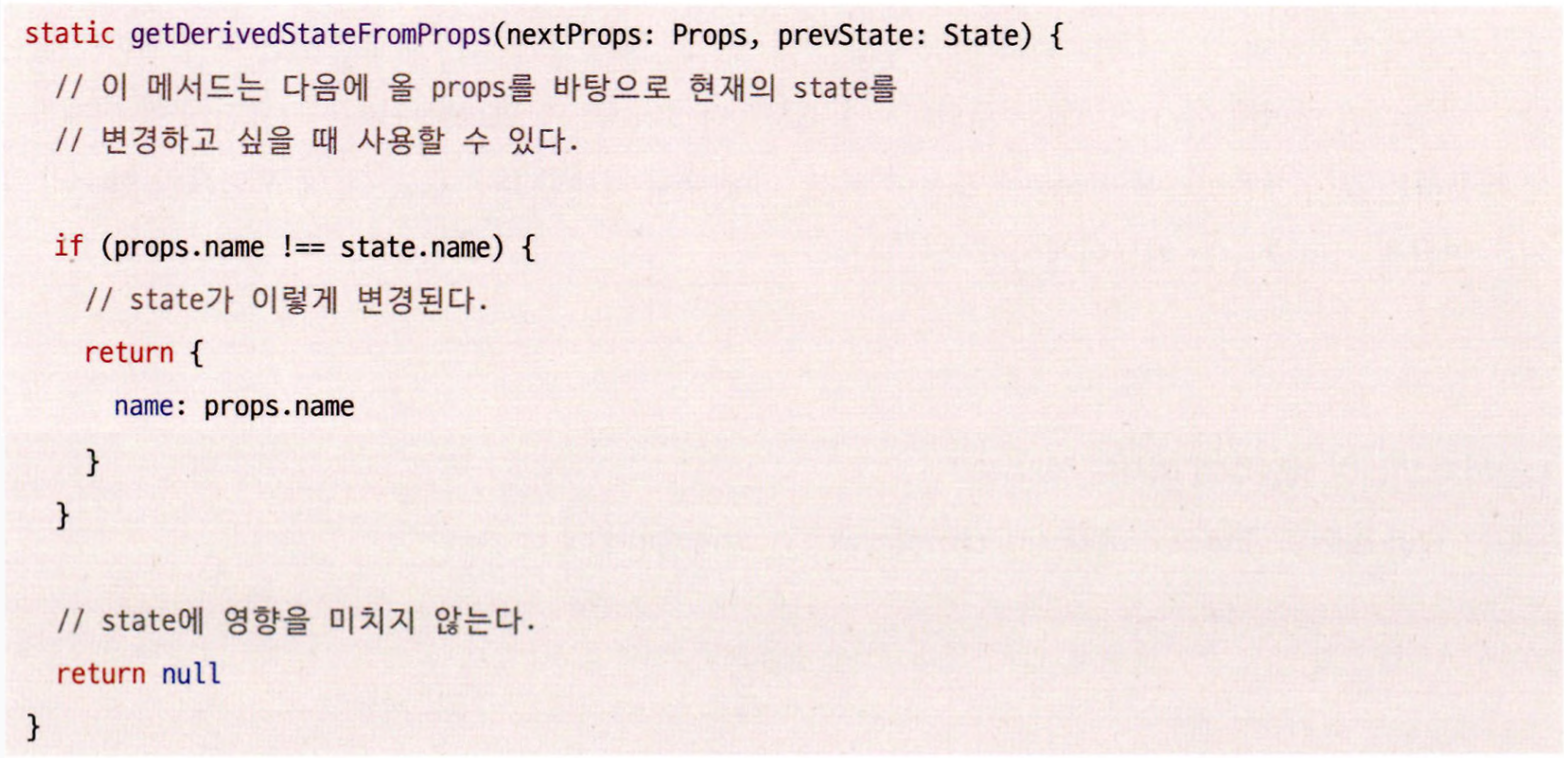 static getDerivedStateFromProps(nextProps: Props, prevState: State) {
// 이 메서드는 다음에 올 props를 바탕으로 현재의 state를
// 변경하고 싶을 때 사용할 수 있다.
if (props.name !== state.name) {
// state가 이렇게 변경된다.
return {
name: props.name
}
}
// state에 영향을 미치지 않는다.
return null
}